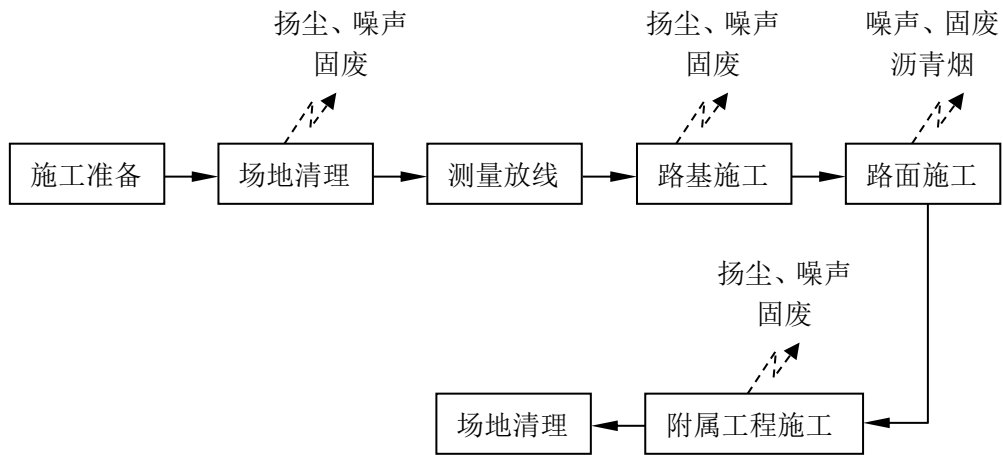 扬尘、噪声
固废
扬尘、噪声
固废
噪声、固废
沥青烟
施工准备
场地清理
测量放线
路基施工
路面施工
扬尘、噪声
固废
场地清理
附属工程施工